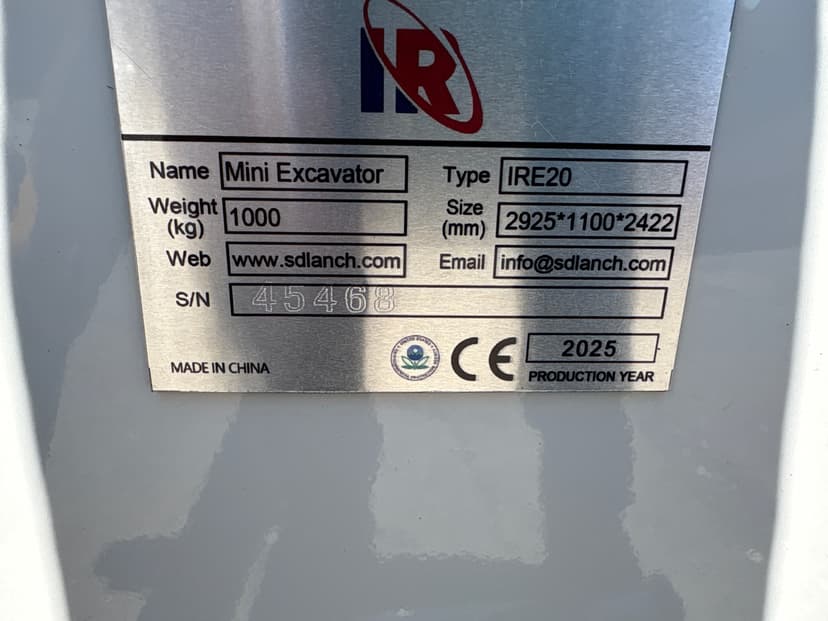 IR
Name Mini Excavator Type IRE20
Weight (kg) 1000 Size (mm) 2925*1100*2422
Web www.sdlanch.com Email info@sdlanch.com
S/N 45468
MADE IN CHINA CE 2025
PRODUCTION YEAR